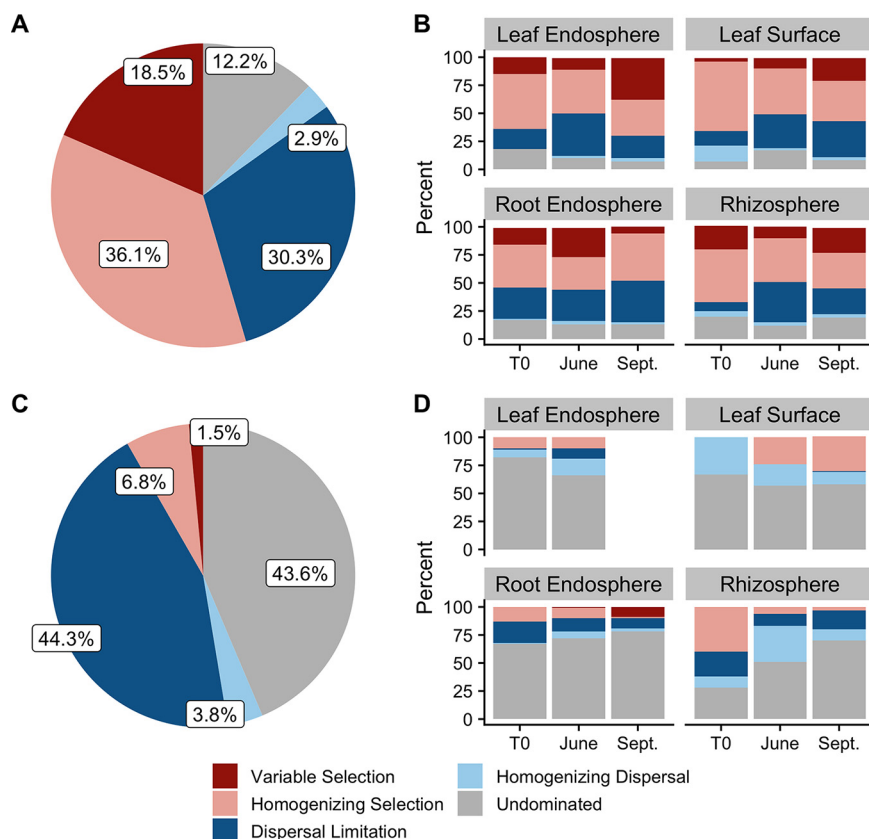 A
18.5%
12.2%
2.9%
36.1%
30.3%
B
Leaf Endosphere
Leaf Surface
100
75
50
25
0
Root Endosphere
Rhizosphere
100
75
50
25
0
Percent
T0 June Sept.
T0 June Sept.
C
1.5%
6.8%
43.6%
44.3%
3.8%
D
Leaf Endosphere
Leaf Surface
100
75
50
25
0
Root Endosphere
Rhizosphere
100
75
50
25
0
Percent
T0 June Sept.
T0 June Sept.
Variable Selection
Homogenizing Selection
Dispersal Limitation
Homogenizing Dispersal
Undominated